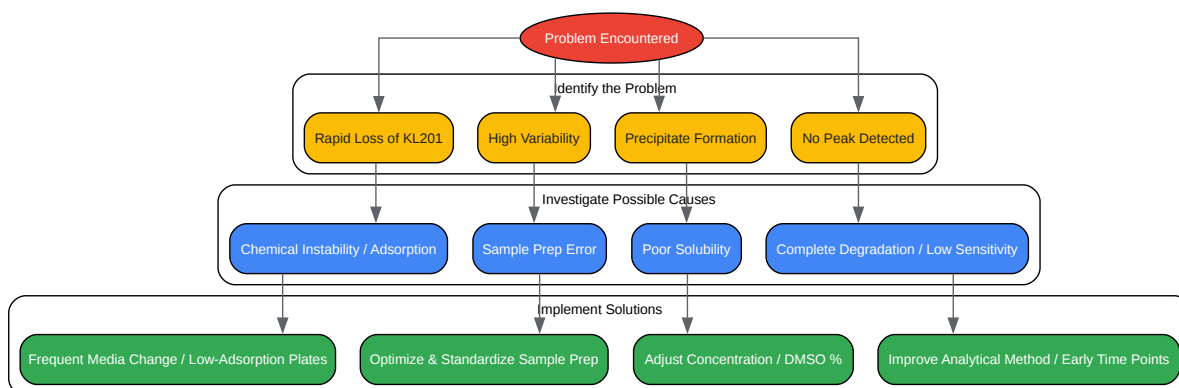 Problem Encountered
Identify the Problem
Rapid Loss of KL201
High Variability
Precipitate Formation
No Peak Detected
Investigate Possible Causes
Chemical Instability / Adsorption
Sample Prep Error
Poor Solubility
Complete Degradation / Low Sensitivity
Implement Solutions
Frequent Media Change / Low-Adsorption Plates
Optimize & Standardize Sample Prep
Adjust Concentration / DMSO %
Improve Analytical Method / Early Time Points